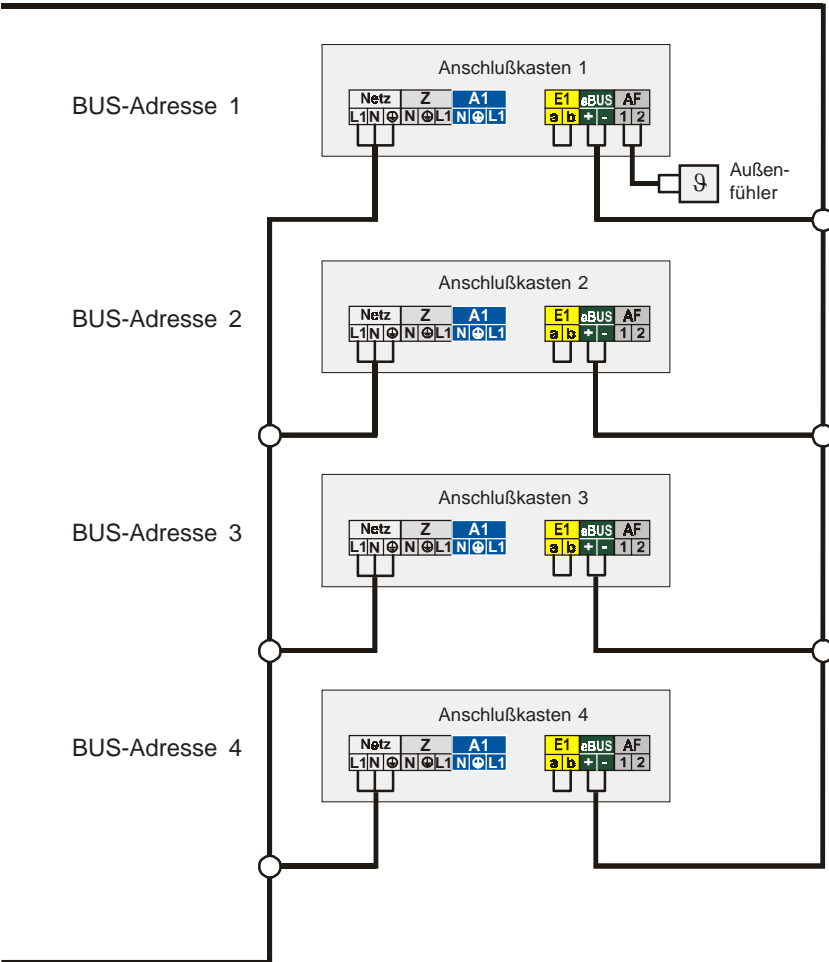 Anschlußkasten 1
BUS-Adresse 1
Netz Z A1 E1 eBUS AF
L1 N N L1 N L1 a b + - 1 2
Außen-
fühler
ϑ
Anschlußkasten 2
BUS-Adresse 2
Netz Z A1 E1 eBUS AF
L1 N N L1 N L1 a b + - 1 2
Anschlußkasten 3
BUS-Adresse 3
Netz Z A1 E1 eBUS AF
L1 N N L1 N L1 a b + - 1 2
Anschlußkasten 4
BUS-Adresse 4
Netz Z A1 E1 eBUS AF
L1 N N L1 N L1 a b + - 1 2